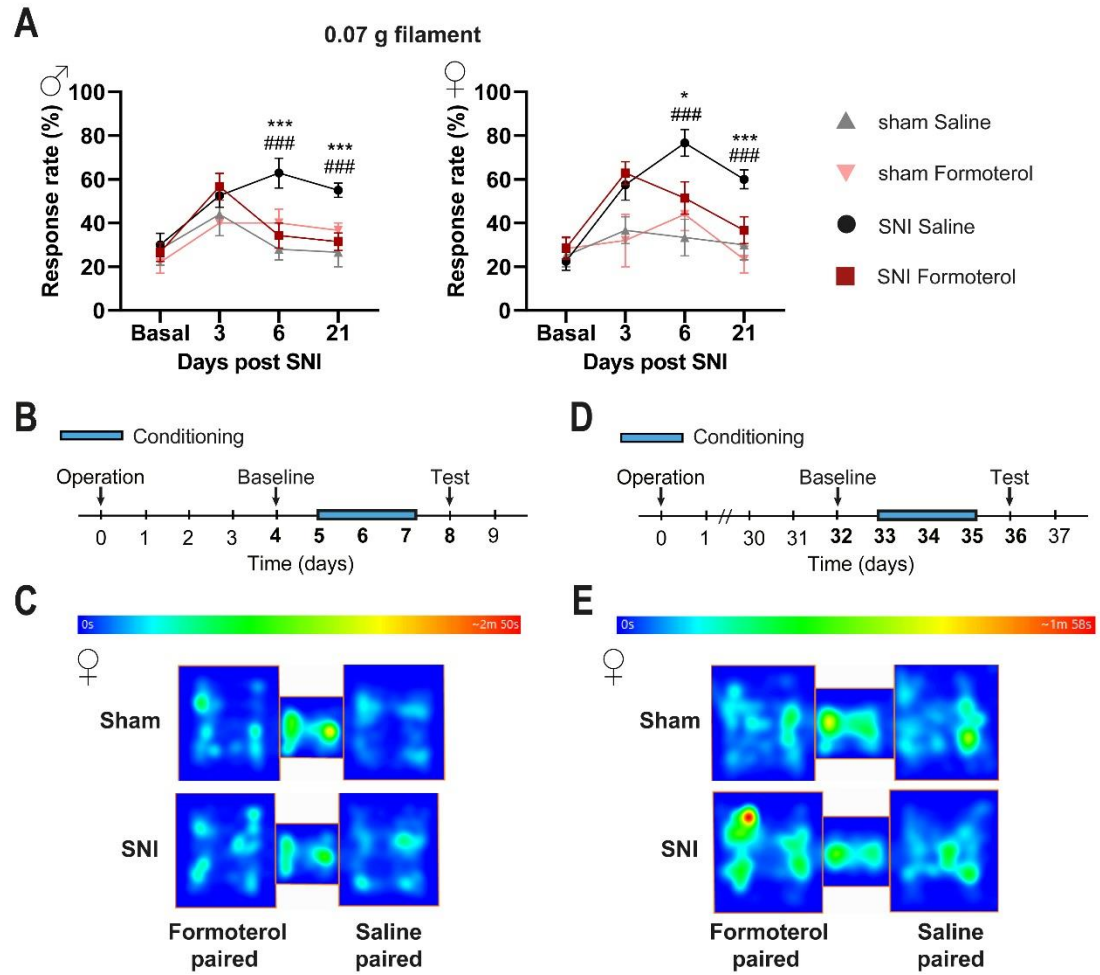 A
0.07 g filament
♂
♀
Response rate (%)
100
80
60
40
20
0
***
###
***
###
Basal 3 6 21
Days post SNI
Response rate (%)
100
80
60
40
20
0
*
###
***
###
Basal 3 6 21
Days post SNI
sham Saline
sham Formoterol
SNI Saline
SNI Formoterol
B
Conditioning
Operation Baseline Test
0 1 2 3 4 5 6 7 8 9
Time (days)
D
Conditioning
Operation Baseline Test
0 1 // 30 31 32 33 34 35 36 37
Time (days)
C
0s ~2m 50s
♀
Sham
SNI
Formoterol Saline
paired paired
E
0s ~1m 58s
♀
Sham
SNI
Formoterol Saline
paired paired